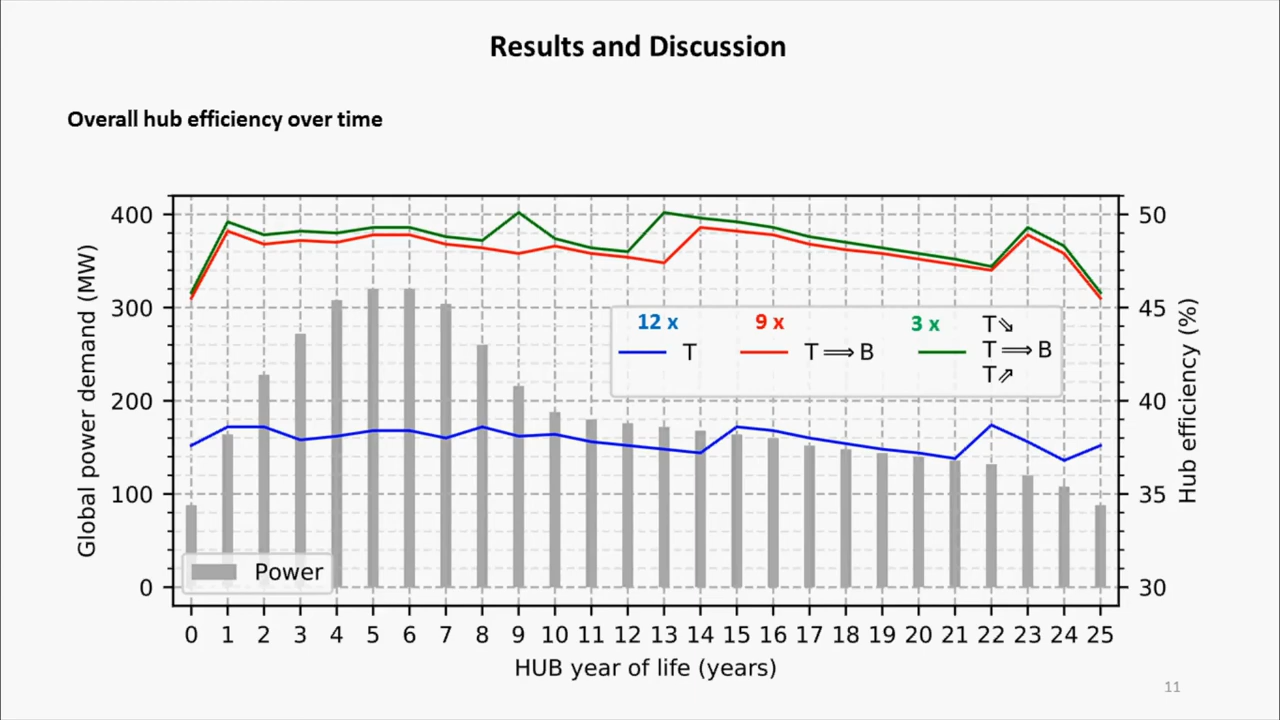 Results and Discussion
Overall hub efficiency over time
400
300
200
100
0
Global power demand (MW)
50
45
40
35
30
Hub efficiency (%)
12 x
9 x
3 x
T⇘
T
T⟹B
T⟹B
T⇗
Power
0 1 2 3 4 5 6 7 8 9 10 11 12 13 14 15 16 17 18 19 20 21 22 23 24 25
HUB year of life (years)
11